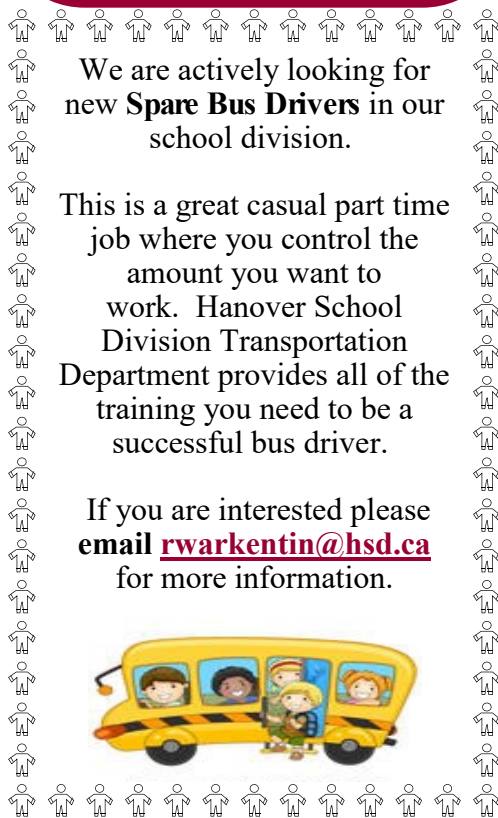 We are actively looking for
new Spare Bus Drivers in our
school division.
This is a great casual part time
job where you control the
amount you want to
work.  Hanover School
Division Transportation
Department provides all of the
training you need to be a
successful bus driver.
If you are interested please
email rwarkentin@hsd.ca
for more information.